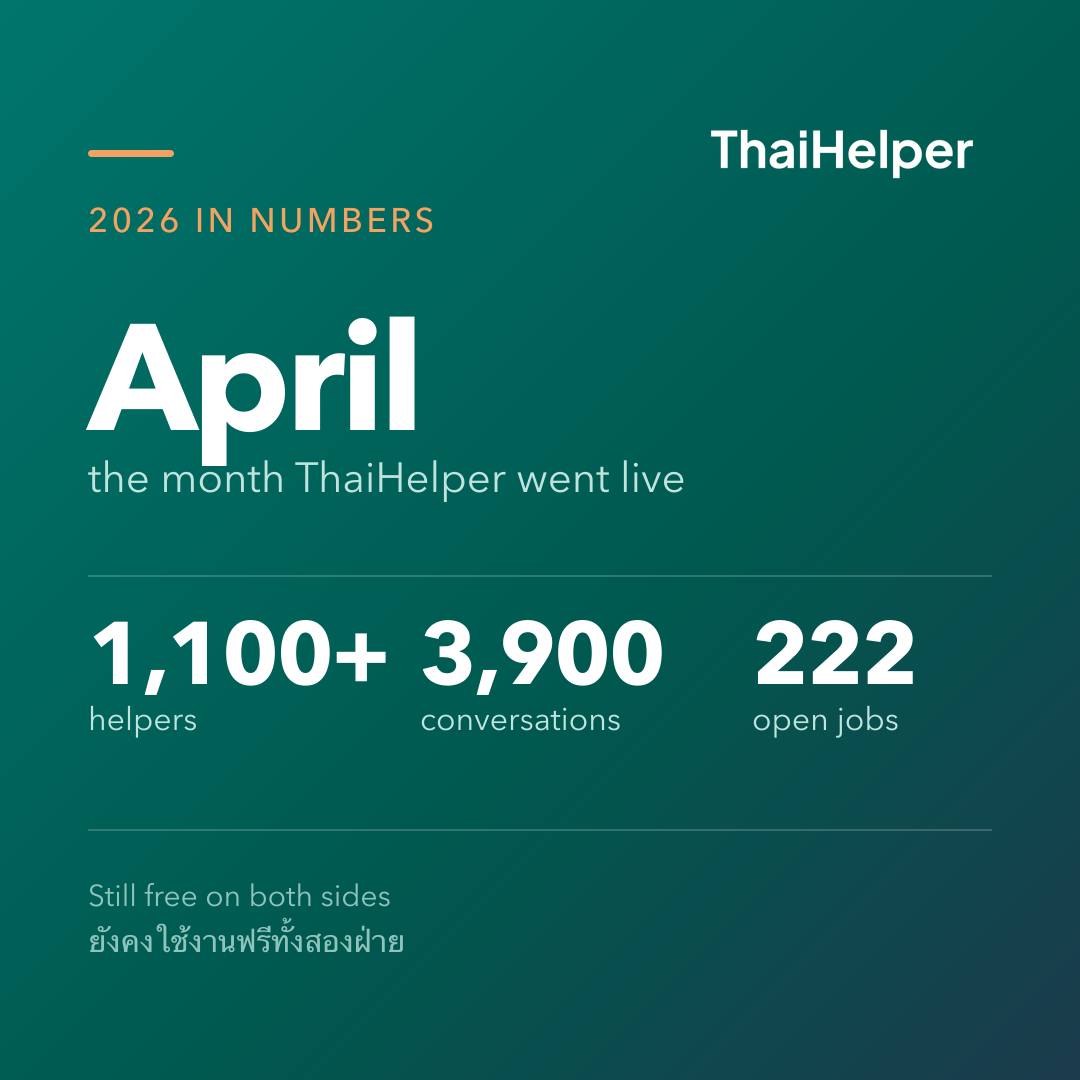 ThaiHelper
2026 IN NUMBERS
April
the month ThaiHelper went live
1,100+ 3,900 222
helpers conversations open jobs
Still free on both sides
ยังคงใช้งานฟรีทั้งสองฝ่าย